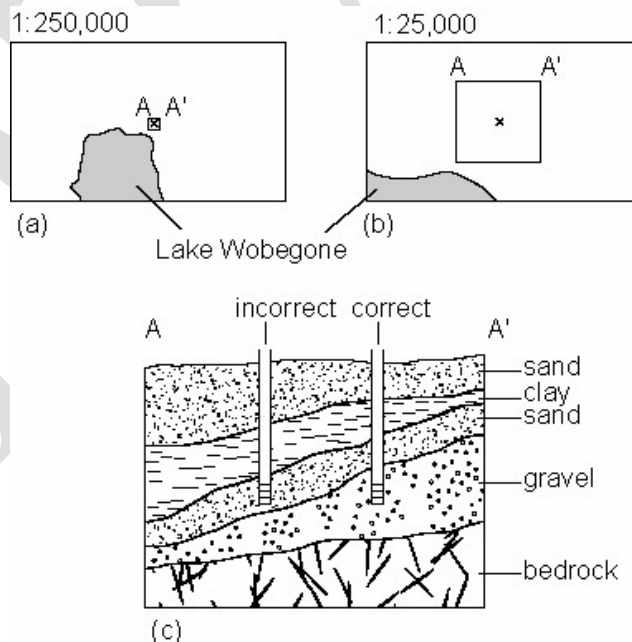 1:250,000
1:25,000
A A'
A A'
(a)
(b)
Lake Wobegone
incorrect correct
A A'
sand
clay
sand
gravel
bedrock
(c)